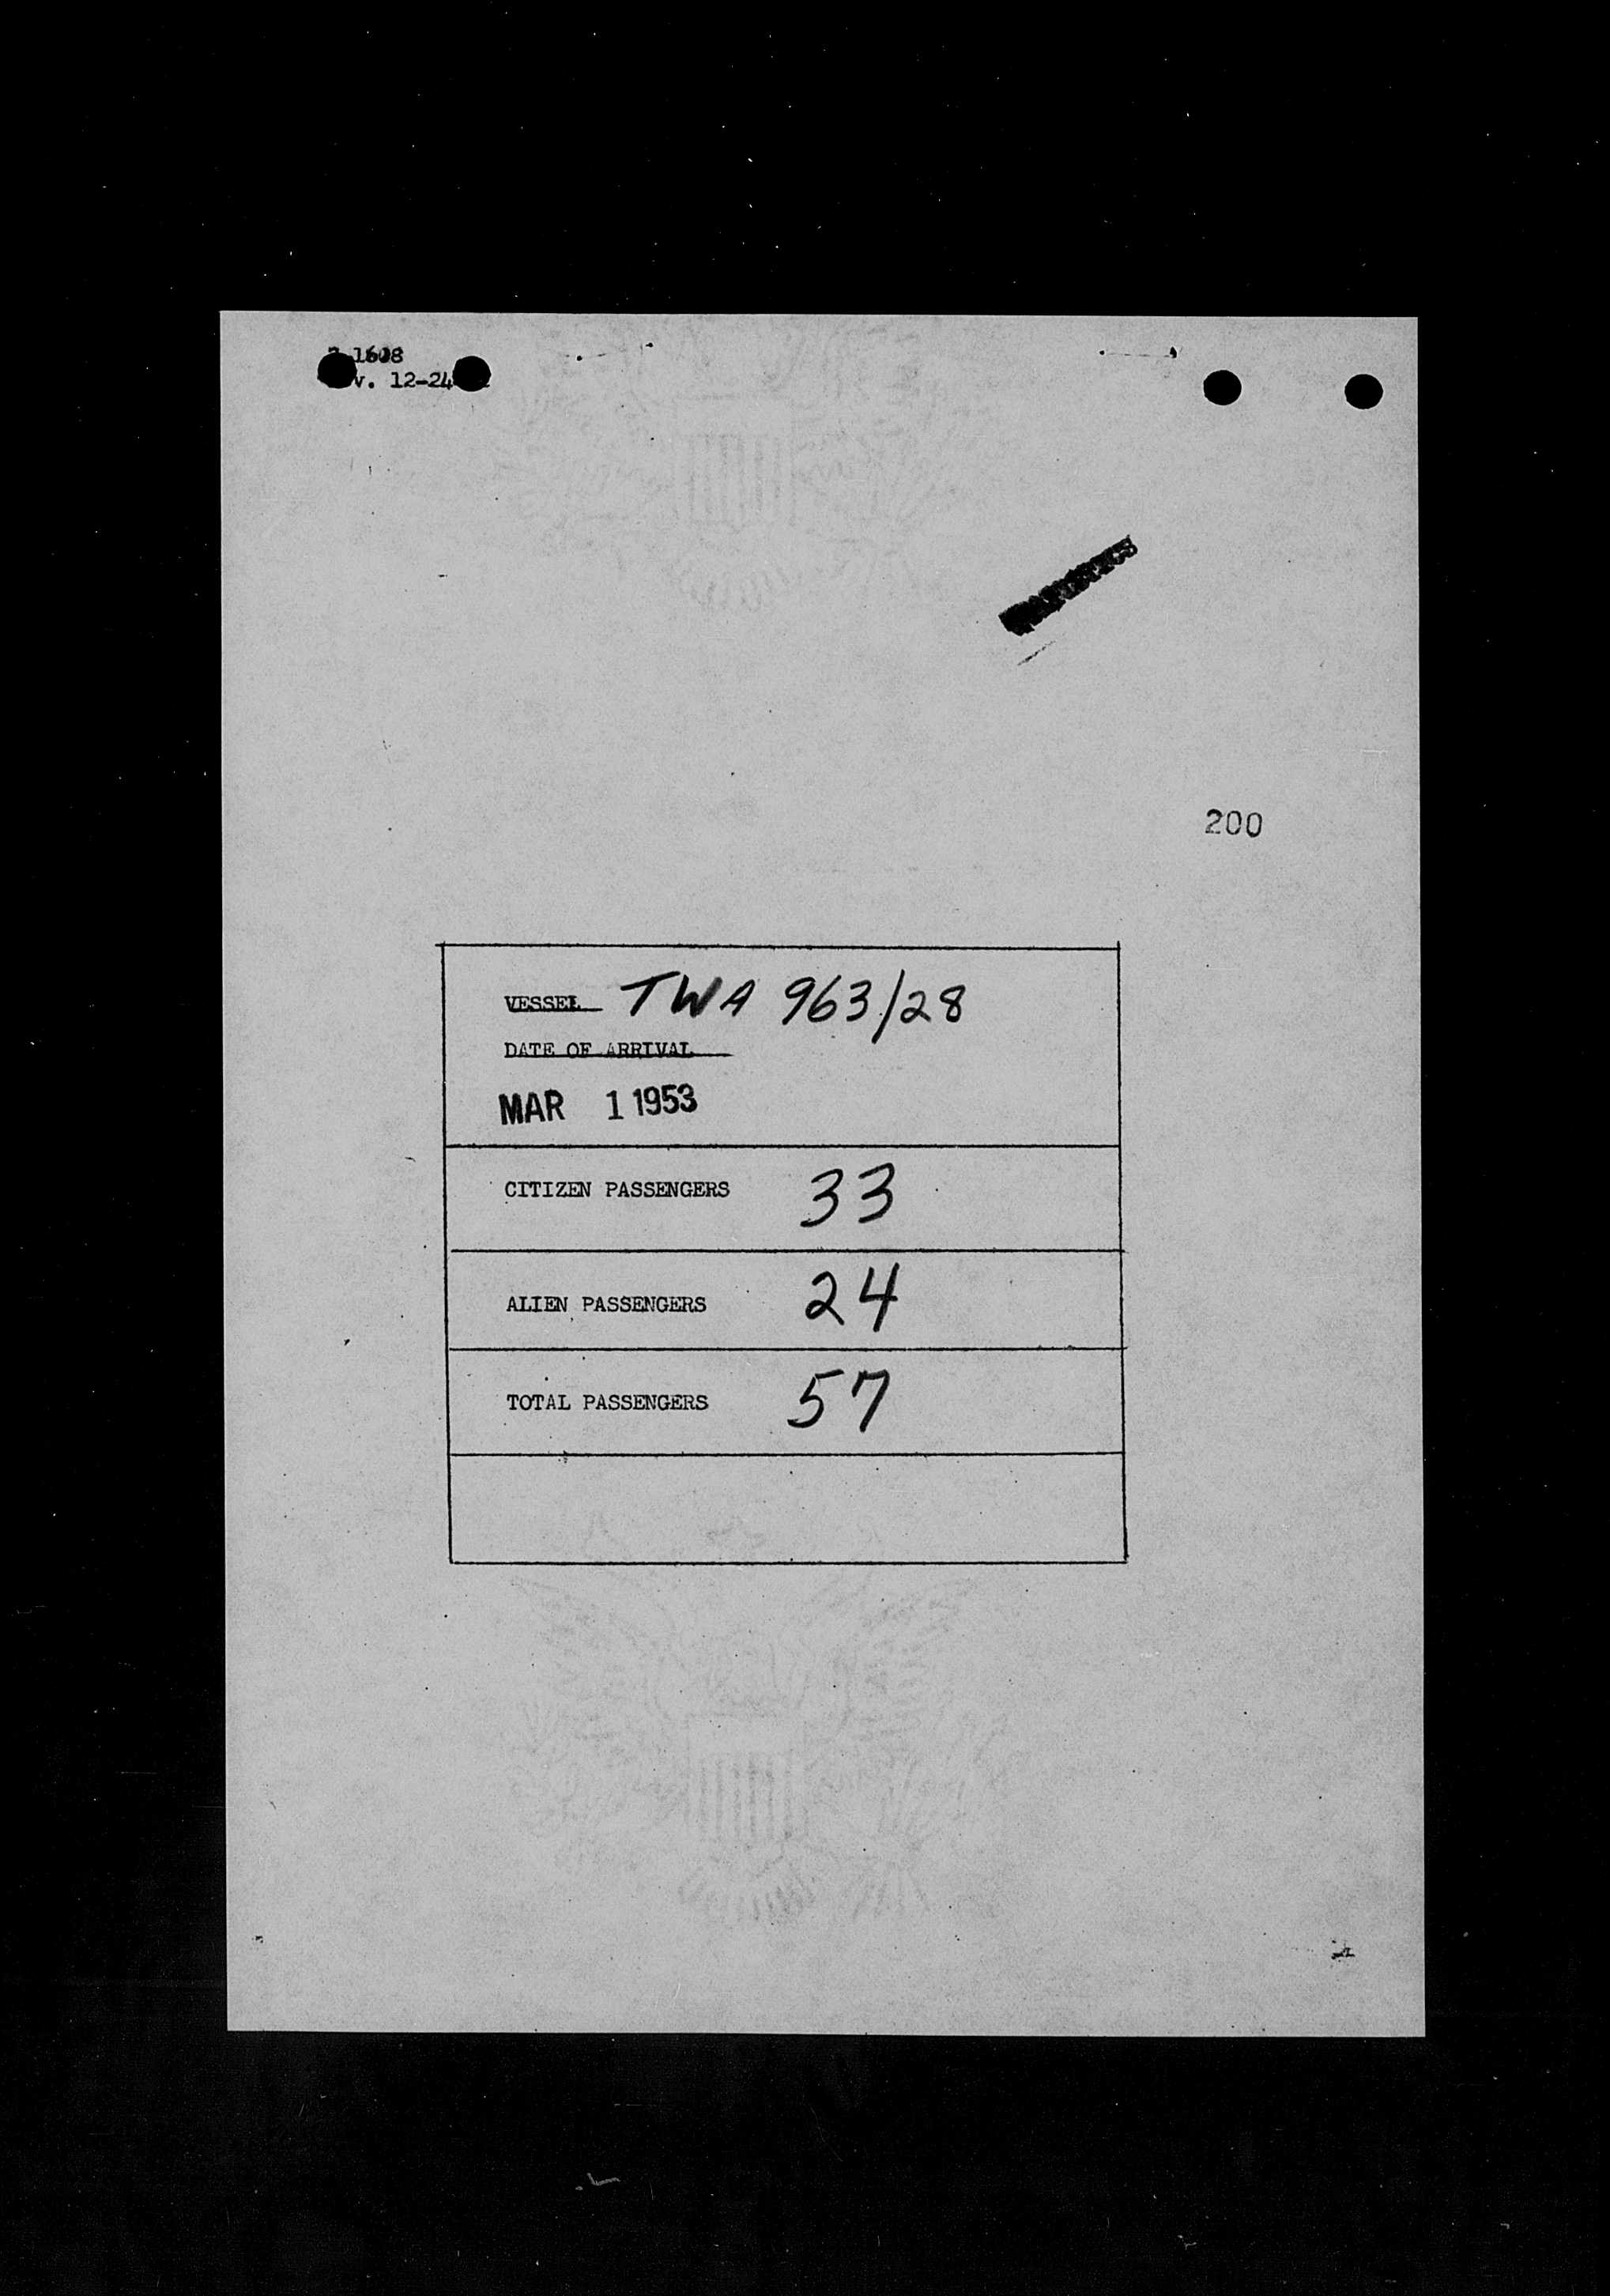 1608
v. 12-24
200
VESSEL TWA 963/28
DATE OF ARRIVAL
MAR 1 1953
CITIZEN PASSENGERS 33
ALIEN PASSENGERS 24
TOTAL PASSENGERS 57